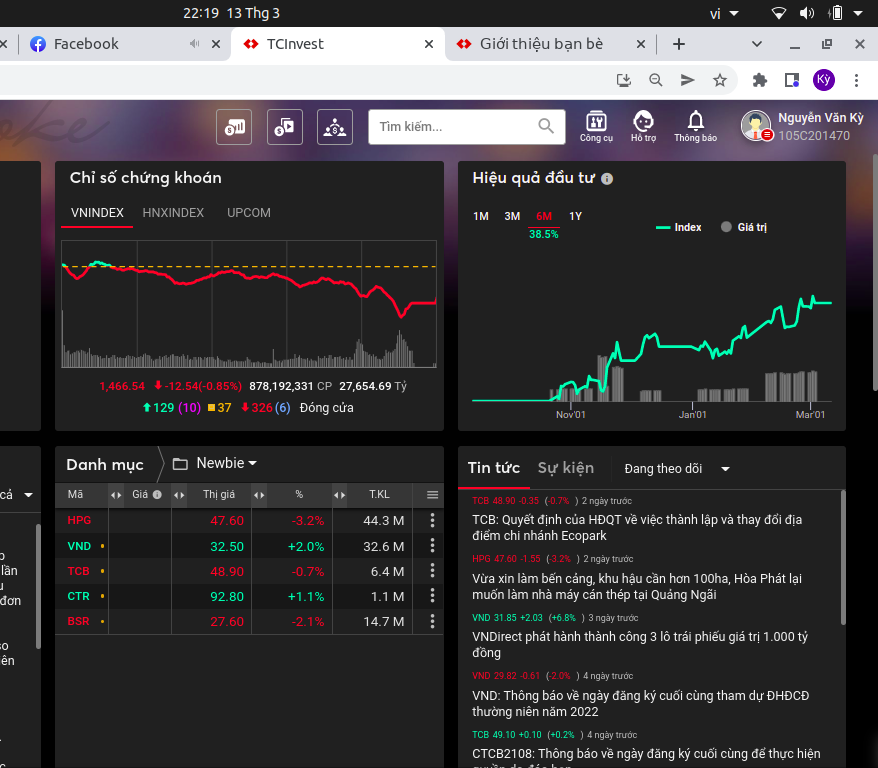 22:19 13 Thg 3
vi
Facebook
TCInvest
Giới thiệu bạn bè
Kỳ
Tìm kiếm...
Công cụ
Hỗ trợ
Thông báo
Nguyễn Văn Kỳ
105C201470
Chỉ số chứng khoán
VNINDEX HNXINDEX UPCOM
1,466.54 -12.54(-0.85%) 878,192,331 CP 27,654.69 Tỷ
129 (10) 37 326 (6) Đóng cửa
Hiệu quả đầu tư
1M 3M 6M 1Y
38.5%
Index Giá trị
Nov'01 Jan'01 Mar'01
cả
p
lần
u
đơn
so
iên
Danh mục Newbie
Mã Giá Thị giá % T.KL
HPG 47.60 -3.2% 44.3 M
VND 32.50 +2.0% 32.6 M
TCB 48.90 -0.7% 6.4 M
CTR 92.80 +1.1% 1.1 M
BSR 27.60 -2.1% 14.7 M
Tin tức Sự kiện Đang theo dõi
TCB 48.90 -0.35 (-0.7% ) 2 ngày trước
TCB: Quyết định của HĐQT về việc thành lập và thay đổi địa
điểm chi nhánh Ecopark
HPG 47.60 -1.55 (-3.2% ) 2 ngày trước
Vừa xin làm bến cảng, khu hậu cần hơn 100ha, Hòa Phát lại
muốn làm nhà máy cán thép tại Quảng Ngãi
VND 31.85 +2.03 (+6.8% ) 3 ngày trước
VNDirect phát hành thành công 3 lô trái phiếu giá trị 1.000 tỷ
đồng
VND 29.82 -0.61 (-2.0% ) 4 ngày trước
VND: Thông báo về ngày đăng ký cuối cùng tham dự ĐHĐCĐ
thường niên năm 2022
TCB 49.10 +0.10 (+0.2% ) 4 ngày trước
CTCB2108: Thông báo về ngày đăng ký cuối cùng để thực hiện